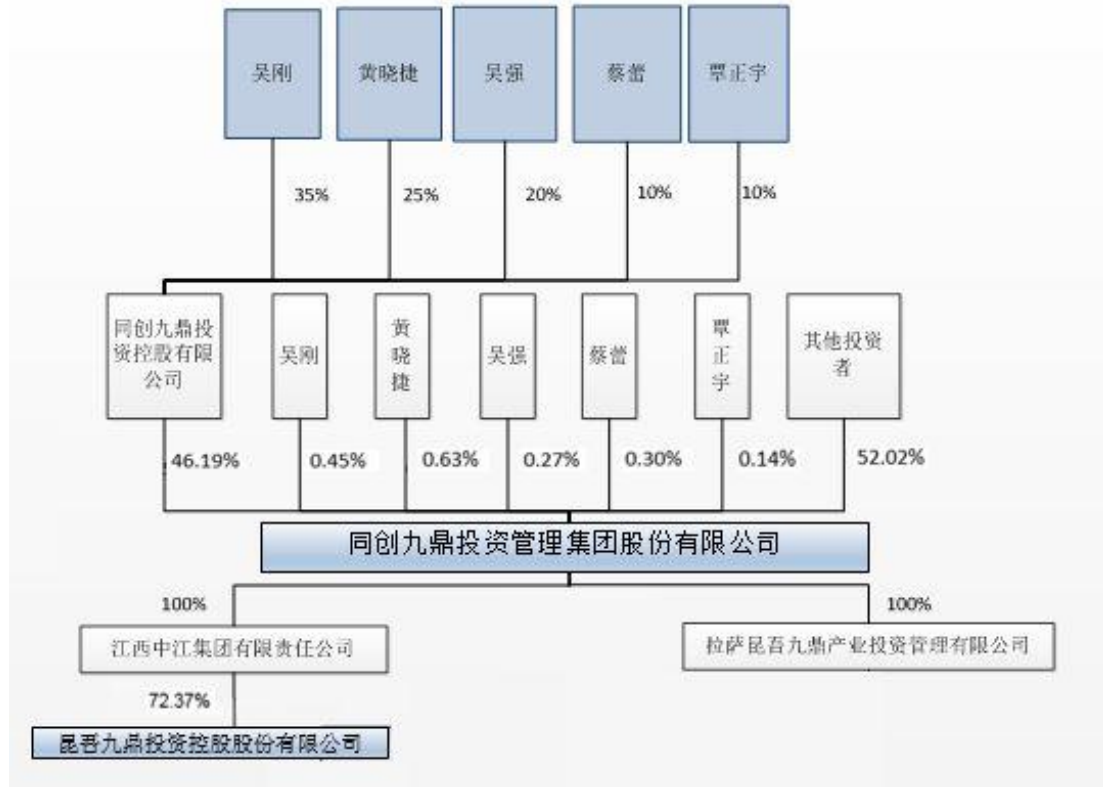 吴刚
黄晓捷
吴强
蔡蕾
覃正宇
35%
25%
20%
10%
10%
同创九鼎投
资控股有限
公司
吴刚
黄
晓
捷
吴强
蔡蕾
覃
正
宇
其他投资
者
46.19%
0.45%
0.63%
0.27%
0.30%
0.14%
52.02%
同创九鼎投资管理集团股份有限公司
100%
100%
江西中江集团有限责任公司
拉萨昆吾九鼎产业投资管理有限公司
72.37%
昆吾九鼎投资控股股份有限公司